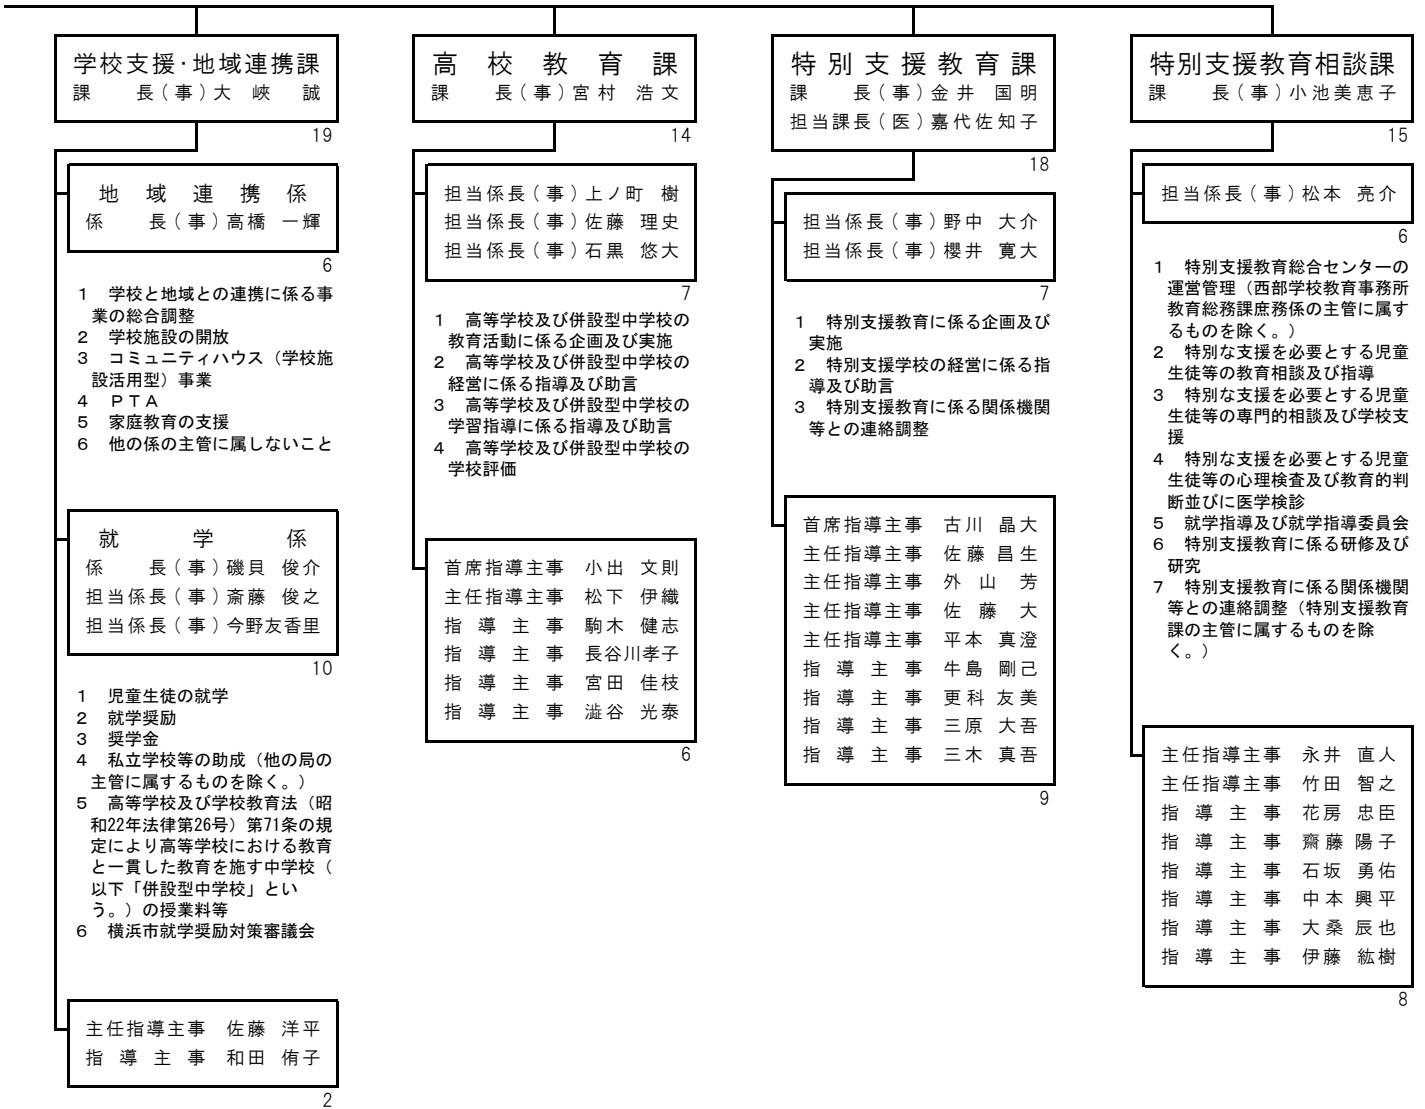 学校支援･地域連携課
課　　長(事)大　峽　　誠
19
地域連携係
係　　長(事)高橋　一輝
6
1　学校と地域との連携に係る事
業の総合調整
2　学校施設の開放
3　コミュニティハウス（学校施
設活用型）事業
4　ＰＴＡ
5　家庭教育の支援
6　他の係の主管に属しないこと
就学係
係　　長(事)磯貝　俊介
担当係長(事)斎藤　俊之
担当係長(事)今野友香里
10
1　児童生徒の就学
2　就学奨励
3　奨学金
4　私立学校等の助成（他の局の
主管に属するものを除く。）
5　高等学校及び学校教育法（昭
和22年法律第26号）第71条の規
定により高等学校における教育
と一貫した教育を施す中学校（
以下「併設型中学校」とい
う。）の授業料等
6　横浜市就学奨励対策審議会
主任指導主事　佐藤　洋平
指導主事　和田　侑子
2
高校教育課
課　　長(事)宮村　浩文
14
担当係長(事)上ノ町　樹
担当係長(事)佐藤　理史
担当係長(事)石黒　悠大
7
1　高等学校及び併設型中学校の
教育活動に係る企画及び実施
2　高等学校及び併設型中学校の
経営に係る指導及び助言
3　高等学校及び併設型中学校の
学習指導に係る指導及び助言
4　高等学校及び併設型中学校の
学校評価
首席指導主事　小出　文則
主任指導主事　松下　伊織
指導主事　駒木　健志
指導主事　長谷川孝子
指導主事　宮田　佳枝
指導主事　澁谷　光泰
6
特別支援教育課
課　　長(事)金井　国明
担当課長(医)嘉代佐知子
18
担当係長(事)野中　大介
担当係長(事)櫻井　寛大
7
1　特別支援教育に係る企画及び
実施
2　特別支援学校の経営に係る指
導及び助言
3　特別支援教育に係る関係機関
等との連絡調整
首席指導主事　古川　晶大
主任指導主事　佐藤　昌生
主任指導主事　外山　芳
主任指導主事　佐藤　大
主任指導主事　平本　真澄
指導主事　牛島　剛己
指導主事　更科　友美
指導主事　三原　大吾
指導主事　三木　真吾
9
特別支援教育相談課
課　　長(事)小池美恵子
15
担当係長(事)松本　亮介
6
1　特別支援教育総合センターの
運営管理（西部学校教育事務所
教育総務課庶務係の主管に属す
るものを除く。）
2　特別な支援を必要とする児童
生徒等の教育相談及び指導
3　特別な支援を必要とする児童
生徒等の専門的相談及び学校支
援
4　特別な支援を必要とする児童
生徒等の心理検査及び教育的判
断並びに医学検診
5　就学指導及び就学指導委員会
6　特別支援教育に係る研修及び
研究
7　特別支援教育に係る関係機関
等との連絡調整（特別支援教育
課の主管に属するものを除
く。）
主任指導主事　永井　直人
主任指導主事　竹田　智之
指導主事　花房　忠臣
指導主事　齋藤　陽子
指導主事　石坂　勇佑
指導主事　中本　興平
指導主事　大桑　辰也
指導主事　伊藤　紘樹
8